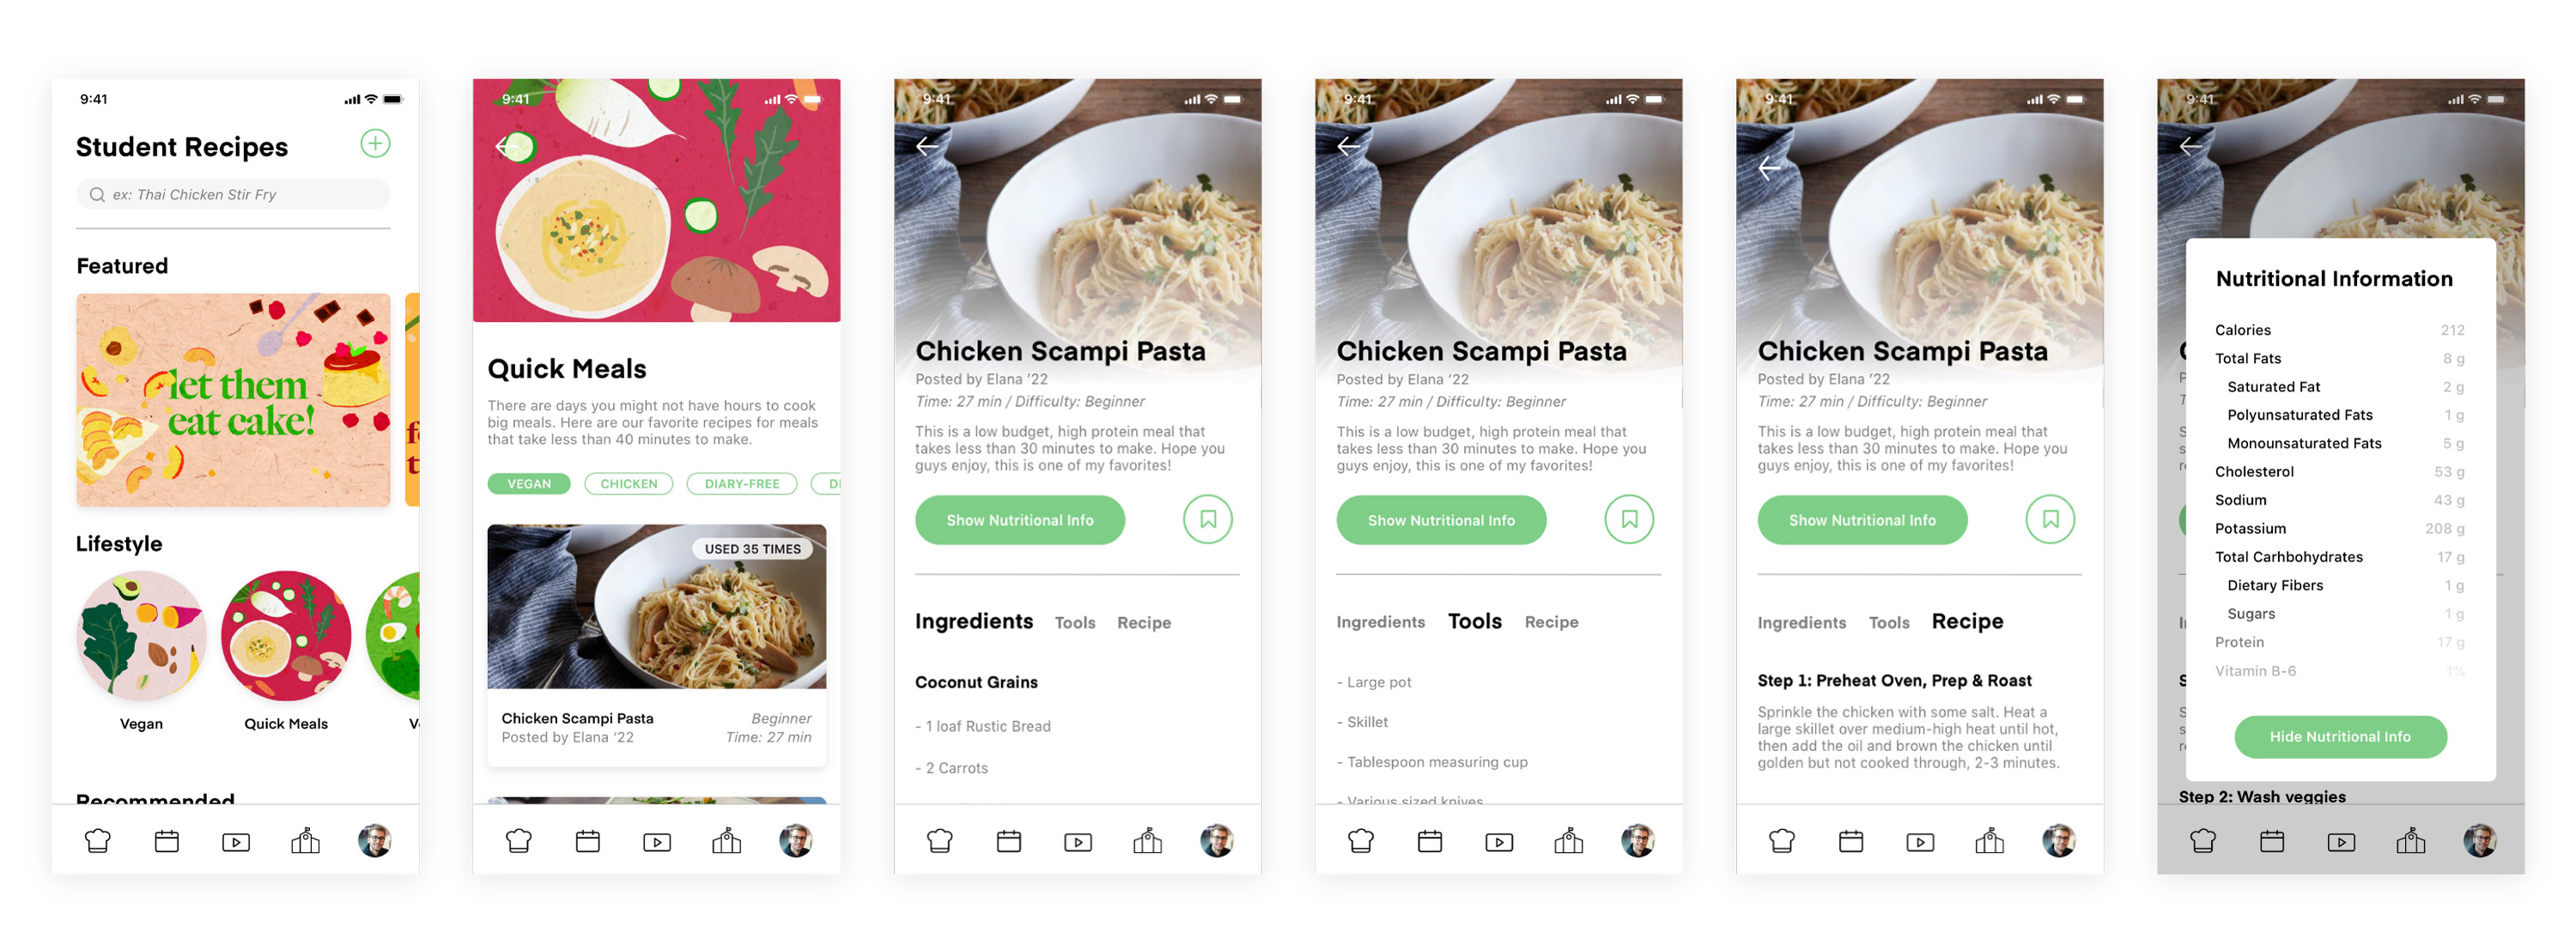 9:41
Student Recipes
ex: Thai Chicken Stir Fry
Featured
let them
eat cake!
Lifestyle
Vegan
Quick Meals
Recommended
9:41
Quick Meals
There are days you might not have hours to cook
big meals. Here are our favorite recipes for meals
that take less than 40 minutes to make.
VEGAN CHICKEN DIARY-FREE
USED 35 TIMES
Chicken Scampi Pasta Beginner
Posted by Elana '22 Time: 27 min
9:41
Chicken Scampi Pasta
Posted by Elana '22
Time: 27 min / Difficulty: Beginner
This is a low budget, high protein meal that
takes less than 30 minutes to make. Hope you
guys enjoy, this is one of my favorites!
Show Nutritional Info
Ingredients Tools Recipe
Coconut Grains
- 1 loaf Rustic Bread
- 2 Carrots
9:41
Chicken Scampi Pasta
Posted by Elana '22
Time: 27 min / Difficulty: Beginner
This is a low budget, high protein meal that
takes less than 30 minutes to make. Hope you
guys enjoy, this is one of my favorites!
Show Nutritional Info
Ingredients Tools Recipe
- Large pot
- Skillet
- Tablespoon measuring cup
- Various sized knives
9:41
Chicken Scampi Pasta
Posted by Elana '22
Time: 27 min / Difficulty: Beginner
This is a low budget, high protein meal that
takes less than 30 minutes to make. Hope you
guys enjoy, this is one of my favorites!
Show Nutritional Info
Ingredients Tools Recipe
Step 1: Preheat Oven, Prep & Roast
Sprinkle the chicken with some salt. Heat a
large skillet over medium-high heat until hot,
then add the oil and brown the chicken until
golden but not cooked through, 2-3 minutes.
9:41
Nutritional Information
Calories 212
Total Fats 8 g
Saturated Fat 2 g
Polyunsaturated Fats 1 g
Monounsaturated Fats 5 g
Cholesterol 53 g
Sodium 43 g
Potassium 208 g
Total Carhbohydrates 17 g
Dietary Fibers 1 g
Sugars 1 g
Protein 17 g
Vitamin B-6 1%
Hide Nutritional Info
Step 2: Wash veggies